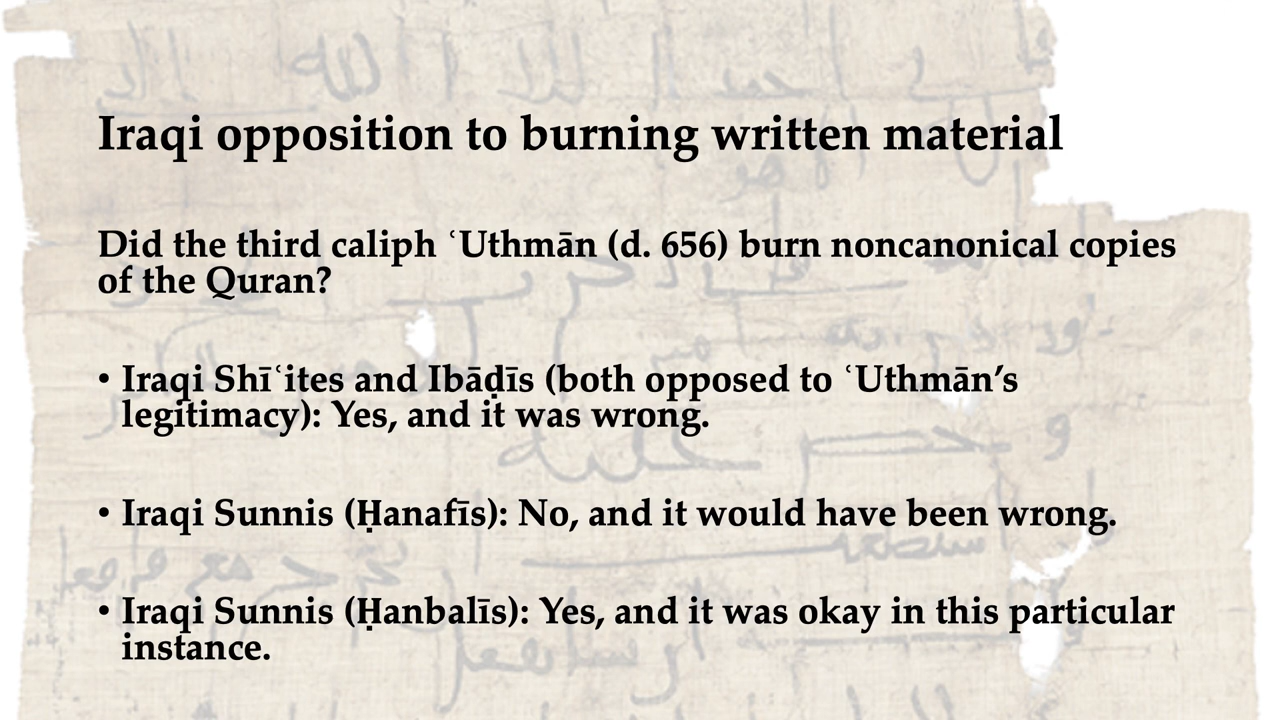 Iraqi opposition to burning written material
Did the third caliph ʿUthmān (d. 656) burn noncanonical copies
of the Quran?
• Iraqi Shīʿites and Ibāḍīs (both opposed to ʿUthmān’s
legitimacy): Yes, and it was wrong.
• Iraqi Sunnis (Ḥanafīs): No, and it would have been wrong.
• Iraqi Sunnis (Ḥanbalīs): Yes, and it was okay in this particular
instance.